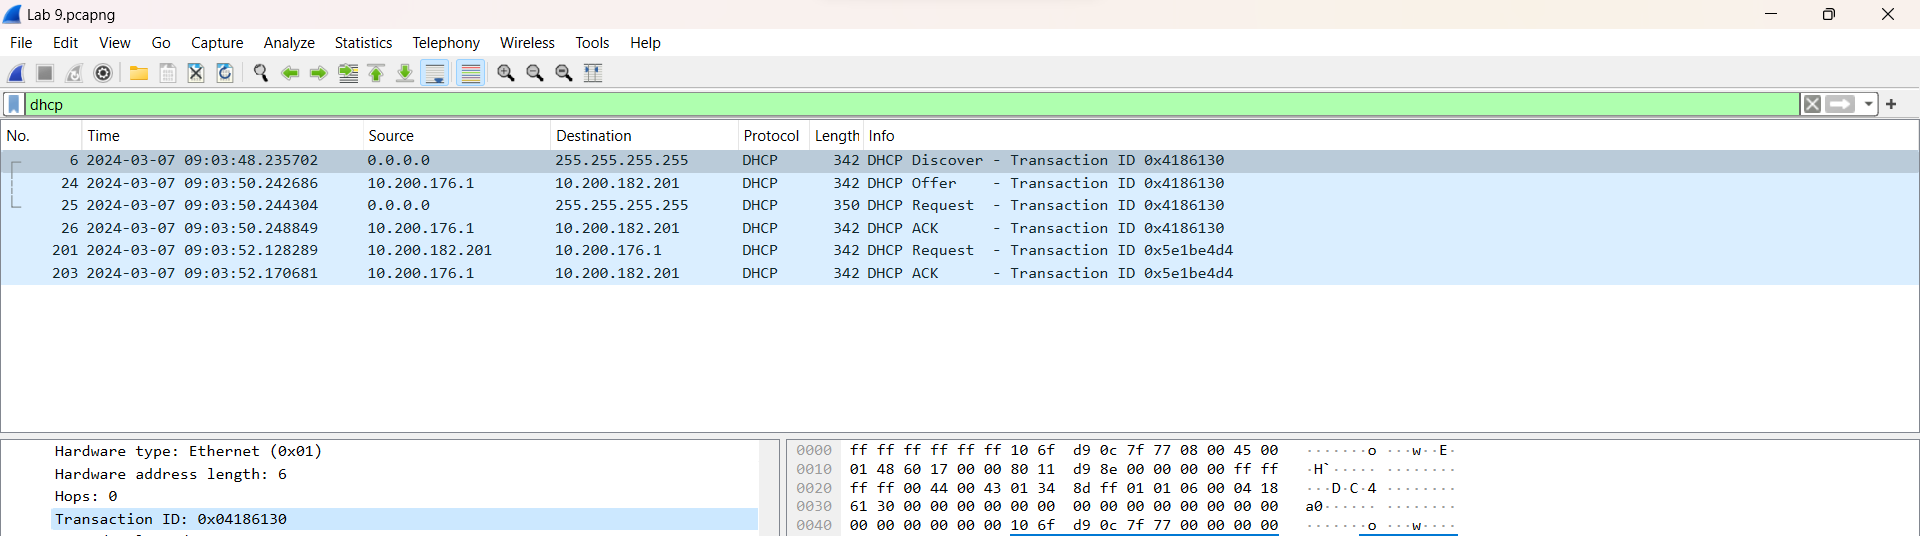 Lab 9.pcapng
File Edit View Go Capture Analyze Statistics Telephony Wireless Tools Help
dhcp
No. Time Source Destination Protocol Length Info
6 2024-03-07 09:03:48.235702 0.0.0.0 255.255.255.255 DHCP 342 DHCP Discover - Transaction ID 0x4186130
24 2024-03-07 09:03:50.242686 10.200.176.1 10.200.182.201 DHCP 342 DHCP Offer - Transaction ID 0x4186130
25 2024-03-07 09:03:50.244304 0.0.0.0 255.255.255.255 DHCP 350 DHCP Request - Transaction ID 0x4186130
26 2024-03-07 09:03:50.248849 10.200.176.1 10.200.182.201 DHCP 342 DHCP ACK - Transaction ID 0x4186130
201 2024-03-07 09:03:52.128289 10.200.182.201 10.200.176.1 DHCP 342 DHCP Request - Transaction ID 0x5e1be4d4
203 2024-03-07 09:03:52.170681 10.200.176.1 10.200.182.201 DHCP 342 DHCP ACK - Transaction ID 0x5e1be4d4
Hardware type: Ethernet (0x01)
Hardware address length: 6
Hops: 0
Transaction ID: 0x04186130
0000 ff ff ff ff ff ff 10 6f d9 0c 7f 77 08 00 45 00 ·······o ···w··E·
0010 01 48 60 17 00 00 80 11 d9 8e 00 00 00 00 ff ff ·H`····· ········
0020 ff ff 00 44 00 43 01 34 8d ff 01 01 06 00 04 18 ···D·C·4 ········
0030 61 30 00 00 00 00 00 00 00 00 00 00 00 00 00 00 a0······ ········
0040 00 00 00 00 00 00 10 6f d9 0c 7f 77 00 00 00 00 ·······o ···w····